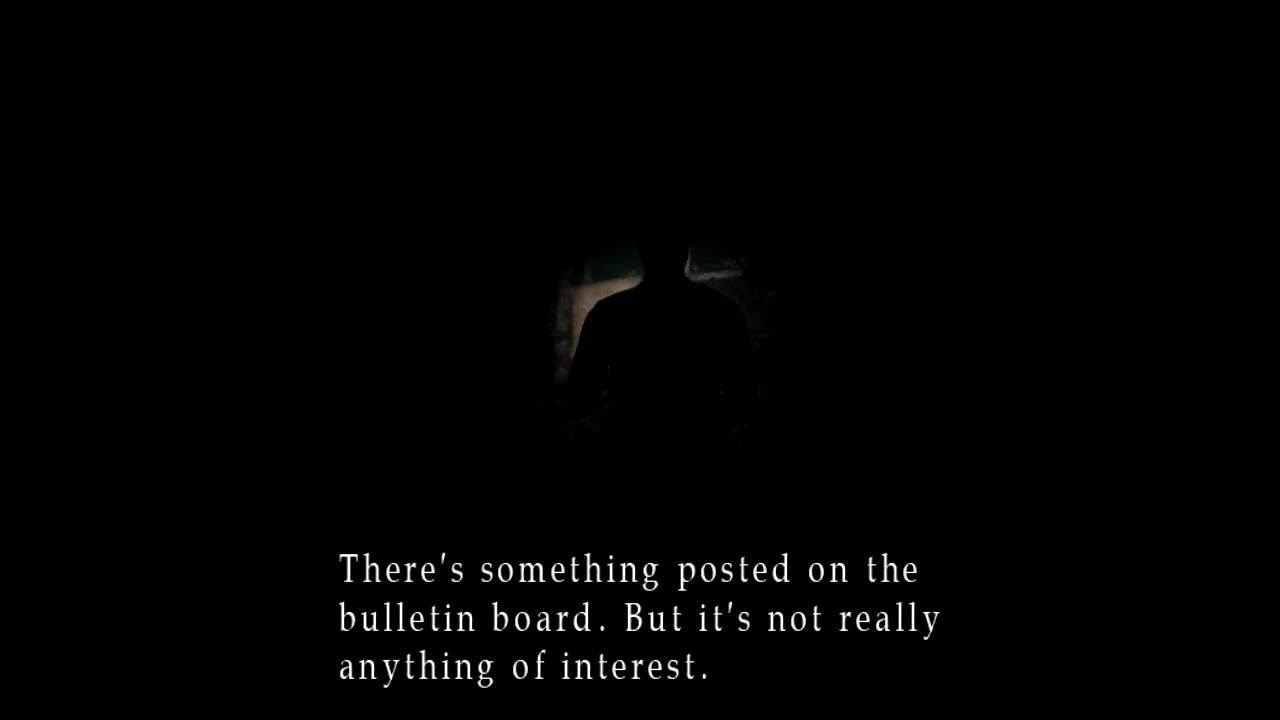 There's something posted on the
bulletin board. But it's not really
anything of interest.